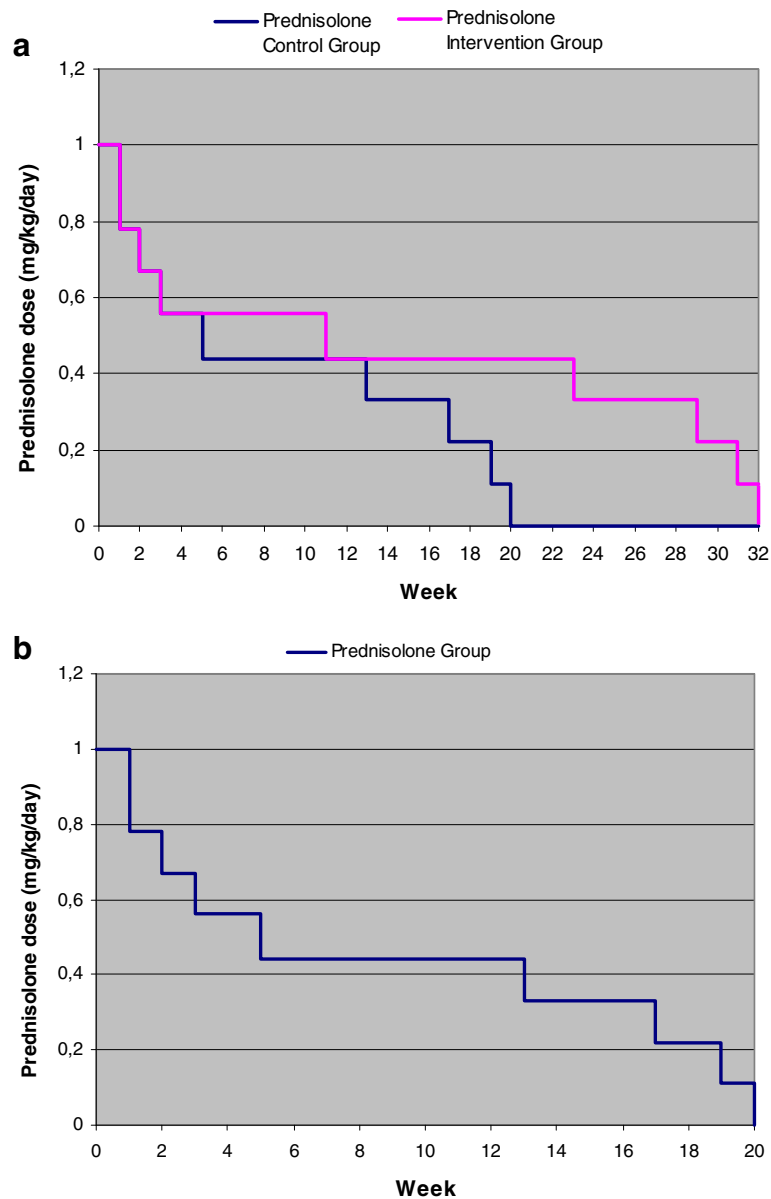 Prednisolone Control Group
Prednisolone Intervention Group
a
1,2
1
0,8
0,6
0,4
0,2
0
Prednisolone dose (mg/kg/day)
0 2 4 6 8 10 12 14 16 18 20 22 24 26 28 30 32
Week
b
Prednisolone Group
1,2
1
0,8
0,6
0,4
0,2
0
Prednisolone dose (mg/kg/day)
0 2 4 6 8 10 12 14 16 18 20
Week